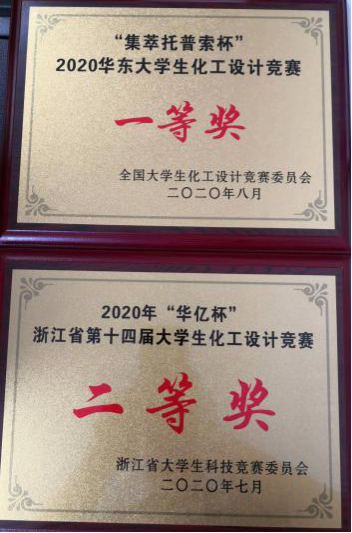 “集萃托普索杯”
2020华东大学生化工设计竞赛
一等奖
全国大学生化工设计竞赛委员会
二〇二〇年八月
2020年“华亿杯”
浙江省第十四届大学生化工设计竞赛
二等奖
浙江省大学生科技竞赛委员会
二〇二〇年七月